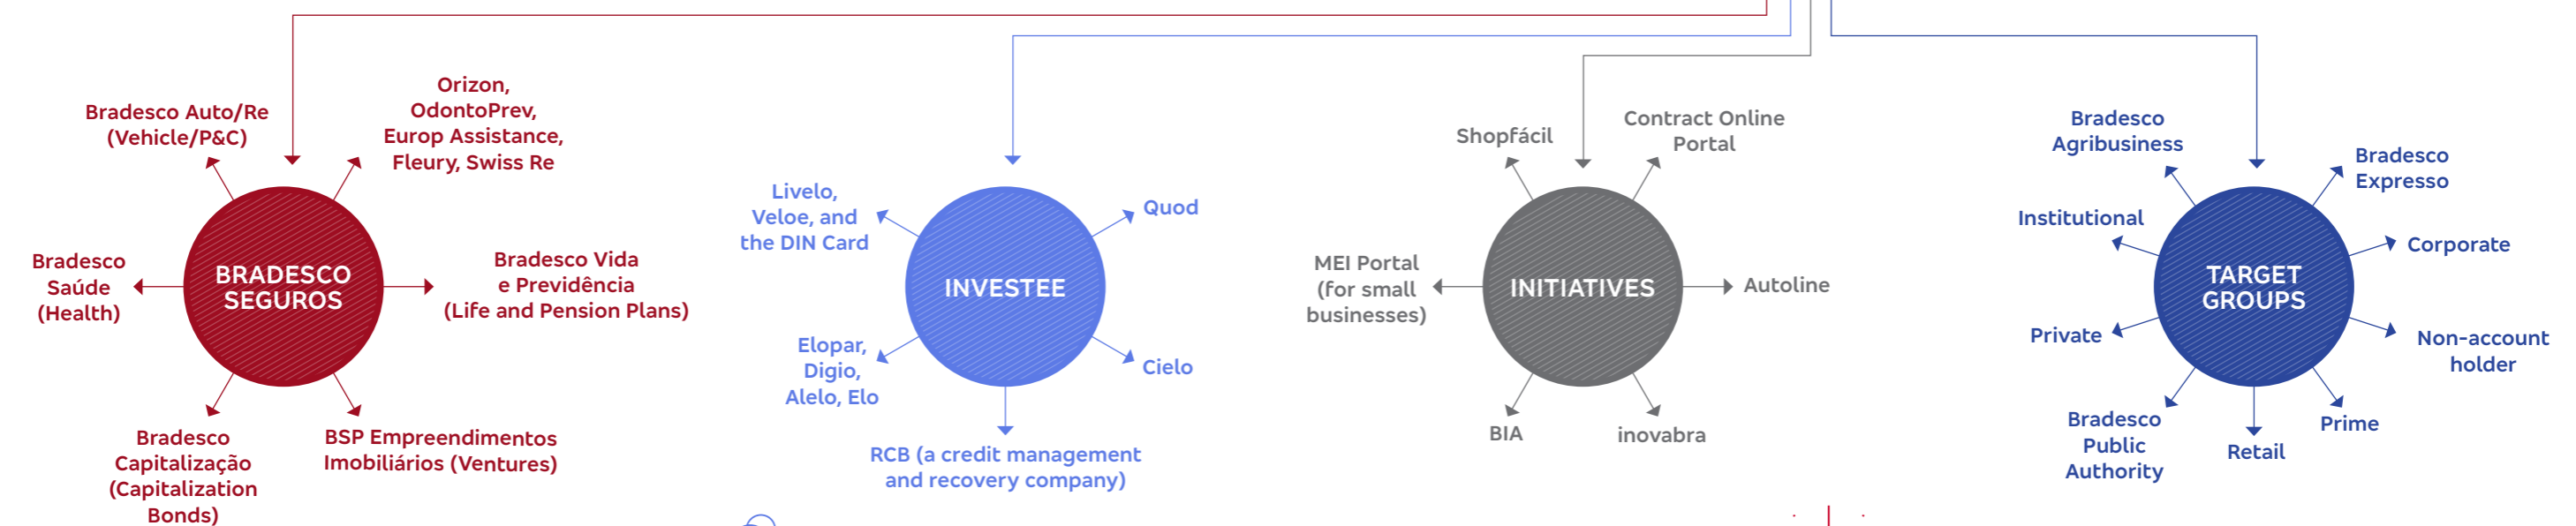 Bradesco Auto/Re
(Vehicle/P&C)
Orizon,
OdontoPrev,
Europ Assistance,
Fleury, Swiss Re
Bradesco
Saúde
(Health)
BRADESCO
SEGUROS
Bradesco Vida
e Previdência
(Life and Pension Plans)
Bradesco
Capitalização
(Capitalization
Bonds)
BSP Empreendimentos
Imobiliários (Ventures)
Livelo,
Veloe, and
the DIN Card
Quod
INVESTEE
Elopar,
Digio,
Alelo, Elo
Cielo
RCB (a credit management
and recovery company)
Shopfácil
Contract Online
Portal
MEI Portal
(for small
businesses)
INITIATIVES
Autoline
BIA
inovabra
Bradesco
Agribusiness
Bradesco
Expresso
Institutional
Corporate
TARGET
GROUPS
Private
Non-account
holder
Bradesco
Public
Authority
Retail
Prime